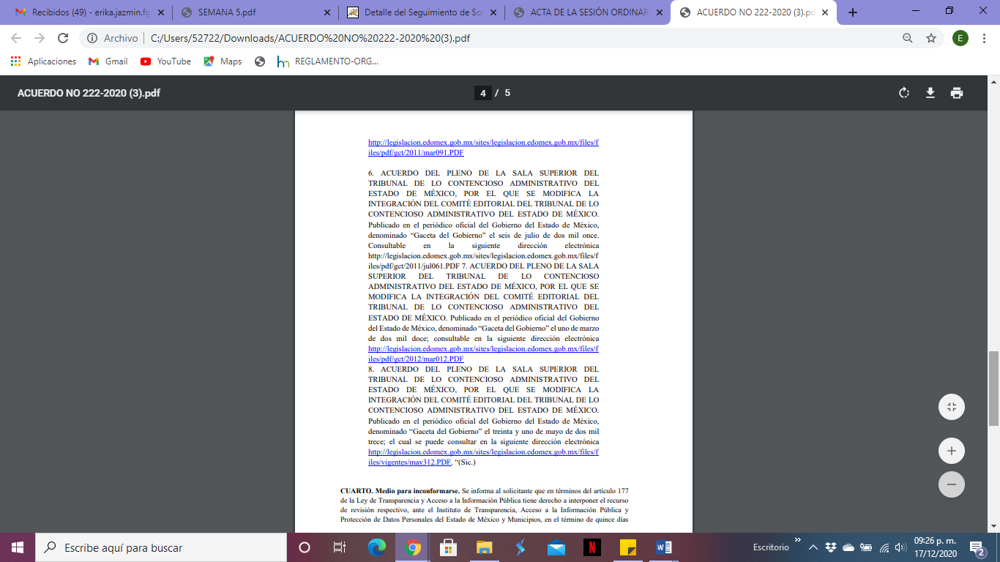 Recibidos (49) - erika.jazmin.fg
SEMANA 5.pdf
Detalle del Seguimiento de Sol
ACTA DE LA SESIÓN ORDINAR
ACUERDO NO 222-2020 (3).pd
Archivo
C:/Users/52722/Downloads/ACUERDO%20NO%20222-2020%20(3).pdf
E
Aplicaciones
Gmail
YouTube
Maps
REGLAMENTO-ORG...
ACUERDO NO 222-2020 (3).pdf
4 / 5
http://legislacion.edomex.gob.mx/sites/legislacion.edomex.gob.mx/files/f
iles/pdf/gct/2011/mar091.PDF
6. ACUERDO DEL PLENO DE LA SALA SUPERIOR DEL
TRIBUNAL DE LO CONTENCIOSO ADMINISTRATIVO DEL
ESTADO DE MÉXICO, POR EL QUE SE MODIFICA LA
INTEGRACIÓN DEL COMITÉ EDITORIAL DEL TRIBUNAL DE LO
CONTENCIOSO ADMINISTRATIVO DEL ESTADO DE MÉXICO.
Publicado en el periódico oficial del Gobierno del Estado de México,
denominado “Gaceta del Gobierno” el seis de julio de dos mil once.
Consultable en la siguiente dirección electrónica
http://legislacion.edomex.gob.mx/sites/legislacion.edomex.gob.mx/files/f
iles/pdf/gct/2011/jul061.PDF 7. ACUERDO DEL PLENO DE LA SALA
SUPERIOR DEL TRIBUNAL DE LO CONTENCIOSO
ADMINISTRATIVO DEL ESTADO DE MÉXICO, POR EL QUE SE
MODIFICA LA INTEGRACIÓN DEL COMITÉ EDITORIAL DEL
TRIBUNAL DE LO CONTENCIOSO ADMINISTRATIVO DEL
ESTADO DE MÉXICO. Publicado en el periódico oficial del Gobierno
del Estado de México, denominado “Gaceta del Gobierno” el uno de marzo
de dos mil doce; consultable en la siguiente dirección electrónica
http://legislacion.edomex.gob.mx/sites/legislacion.edomex.gob.mx/files/f
iles/pdf/gct/2012/mar012.PDF
8. ACUERDO DEL PLENO DE LA SALA SUPERIOR DEL
TRIBUNAL DE LO CONTENCIOSO ADMINISTRATIVO DEL
ESTADO DE MÉXICO, POR EL QUE SE MODIFICA LA
INTEGRACIÓN DEL COMITÉ EDITORIAL DEL TRIBUNAL DE LO
CONTENCIOSO ADMINISTRATIVO DEL ESTADO DE MÉXICO.
Publicado en el periódico oficial del Gobierno del Estado de México,
denominado “Gaceta del Gobierno” el treinta y uno de mayo de dos mil
trece; el cual se puede consultar en la siguiente dirección electrónica
http://legislacion.edomex.gob.mx/sites/legislacion.edomex.gob.mx/files/f
iles/vigentes/may312.PDF. “(Sic.)
CUARTO. Medio para inconformarse. Se informa al solicitante que en términos del artículo 177
de la Ley de Transparencia y Acceso a la Información Pública tiene derecho a interponer el recurso
de revisión respectivo, ante el Instituto de Transparencia, Acceso a la Información Pública y
Protección de Datos Personales del Estado de México y Municipios, en el término de quince días
Escribe aquí para buscar
Escritorio
09:26 p. m.
17/12/2020
2